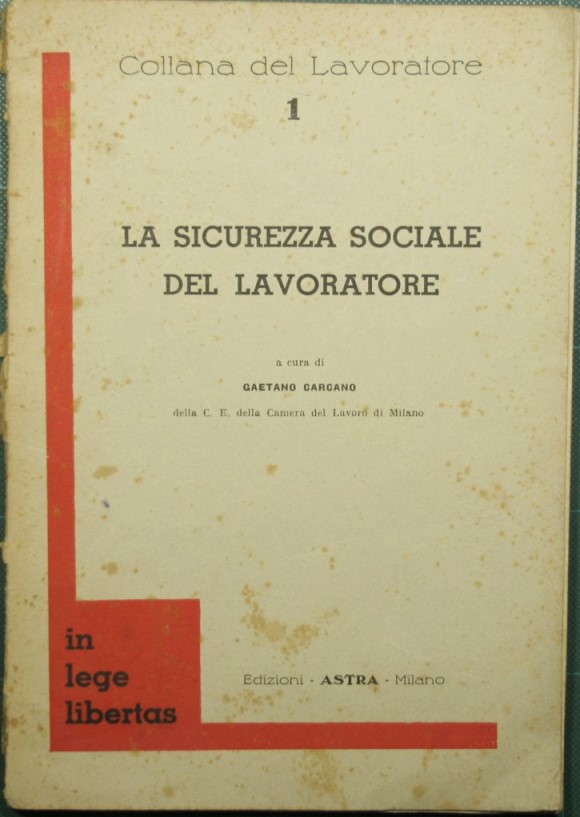 Collana del Lavoratore
1
LA SICUREZZA SOCIALE
DEL LAVORATORE
a cura di
GAETANO CARCANO
della C. E. della Camera del Lavoro di Milano
in
lege
libertas
Edizioni - ASTRA - Milano